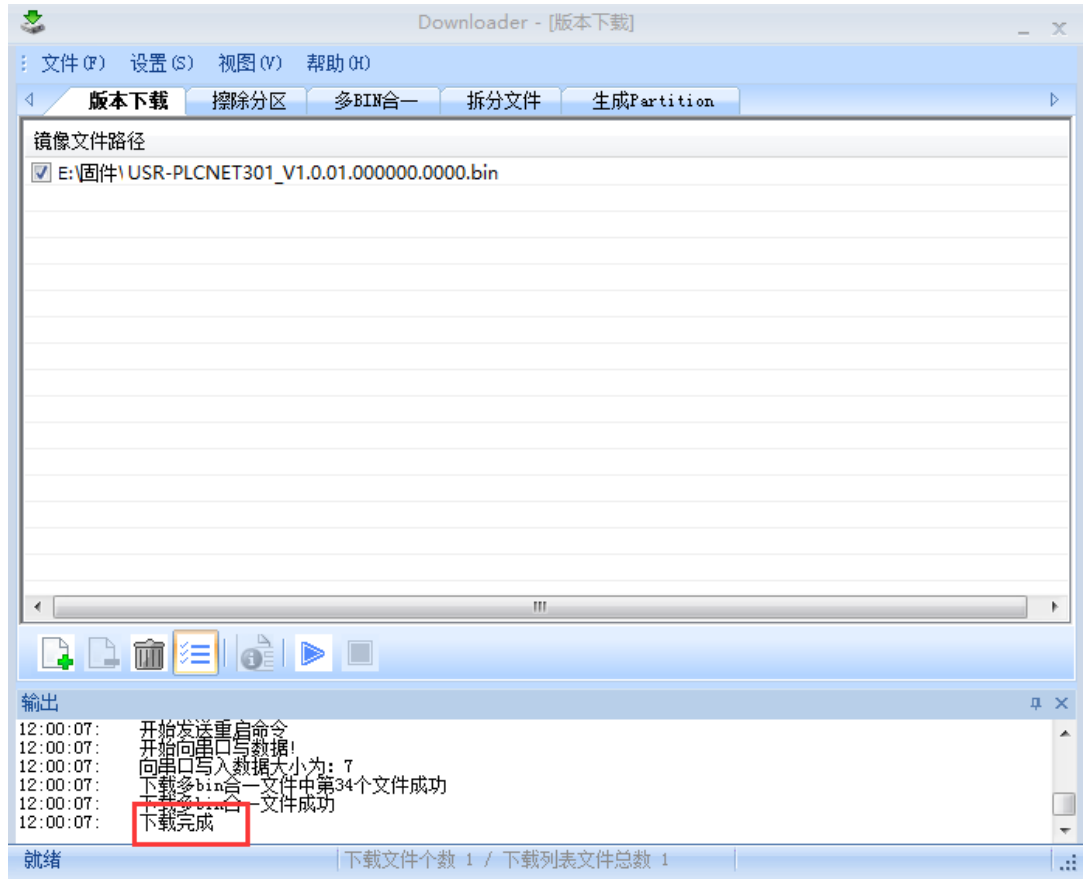 Downloader - [版本下载]
文件(F) 设置(S) 视图(V) 帮助(H)
版本下载 擦除分区 多BIN合一 拆分文件 生成Partition
镜像文件路径
E:\固件\USR-PLCNET301_V1.0.01.000000.0000.bin
输出
12:00:07: 开始发送重启命令
12:00:07: 开始向串口写数据!
12:00:07: 向串口写入数据大小为: 7
12:00:07: 下载多bin合一文件中第34个文件成功
12:00:07: 下载多bin合一文件成功
12:00:07: 下载完成
就绪 下载文件个数 1 / 下载列表文件总数 1